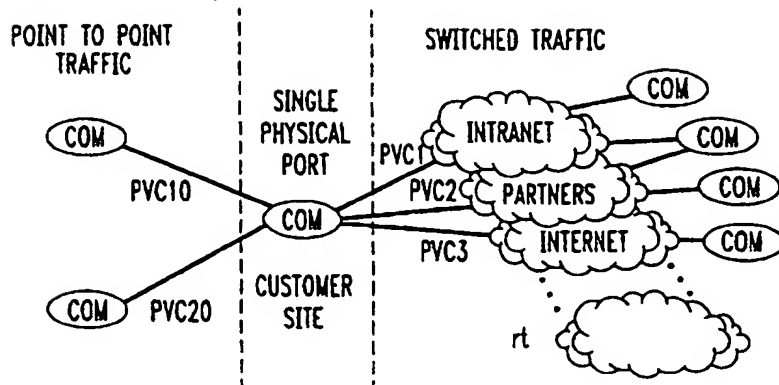 POINT TO POINT
TRAFFIC
SWITCHED TRAFFIC
SINGLE
PHYSICAL
PORT
CUSTOMER
SITE
COM
PVC10
COM
PVC20
COM
PVC1
PVC2
PVC3
INTRANET
PARTNERS
INTERNET
COM
COM
COM
COM
rt